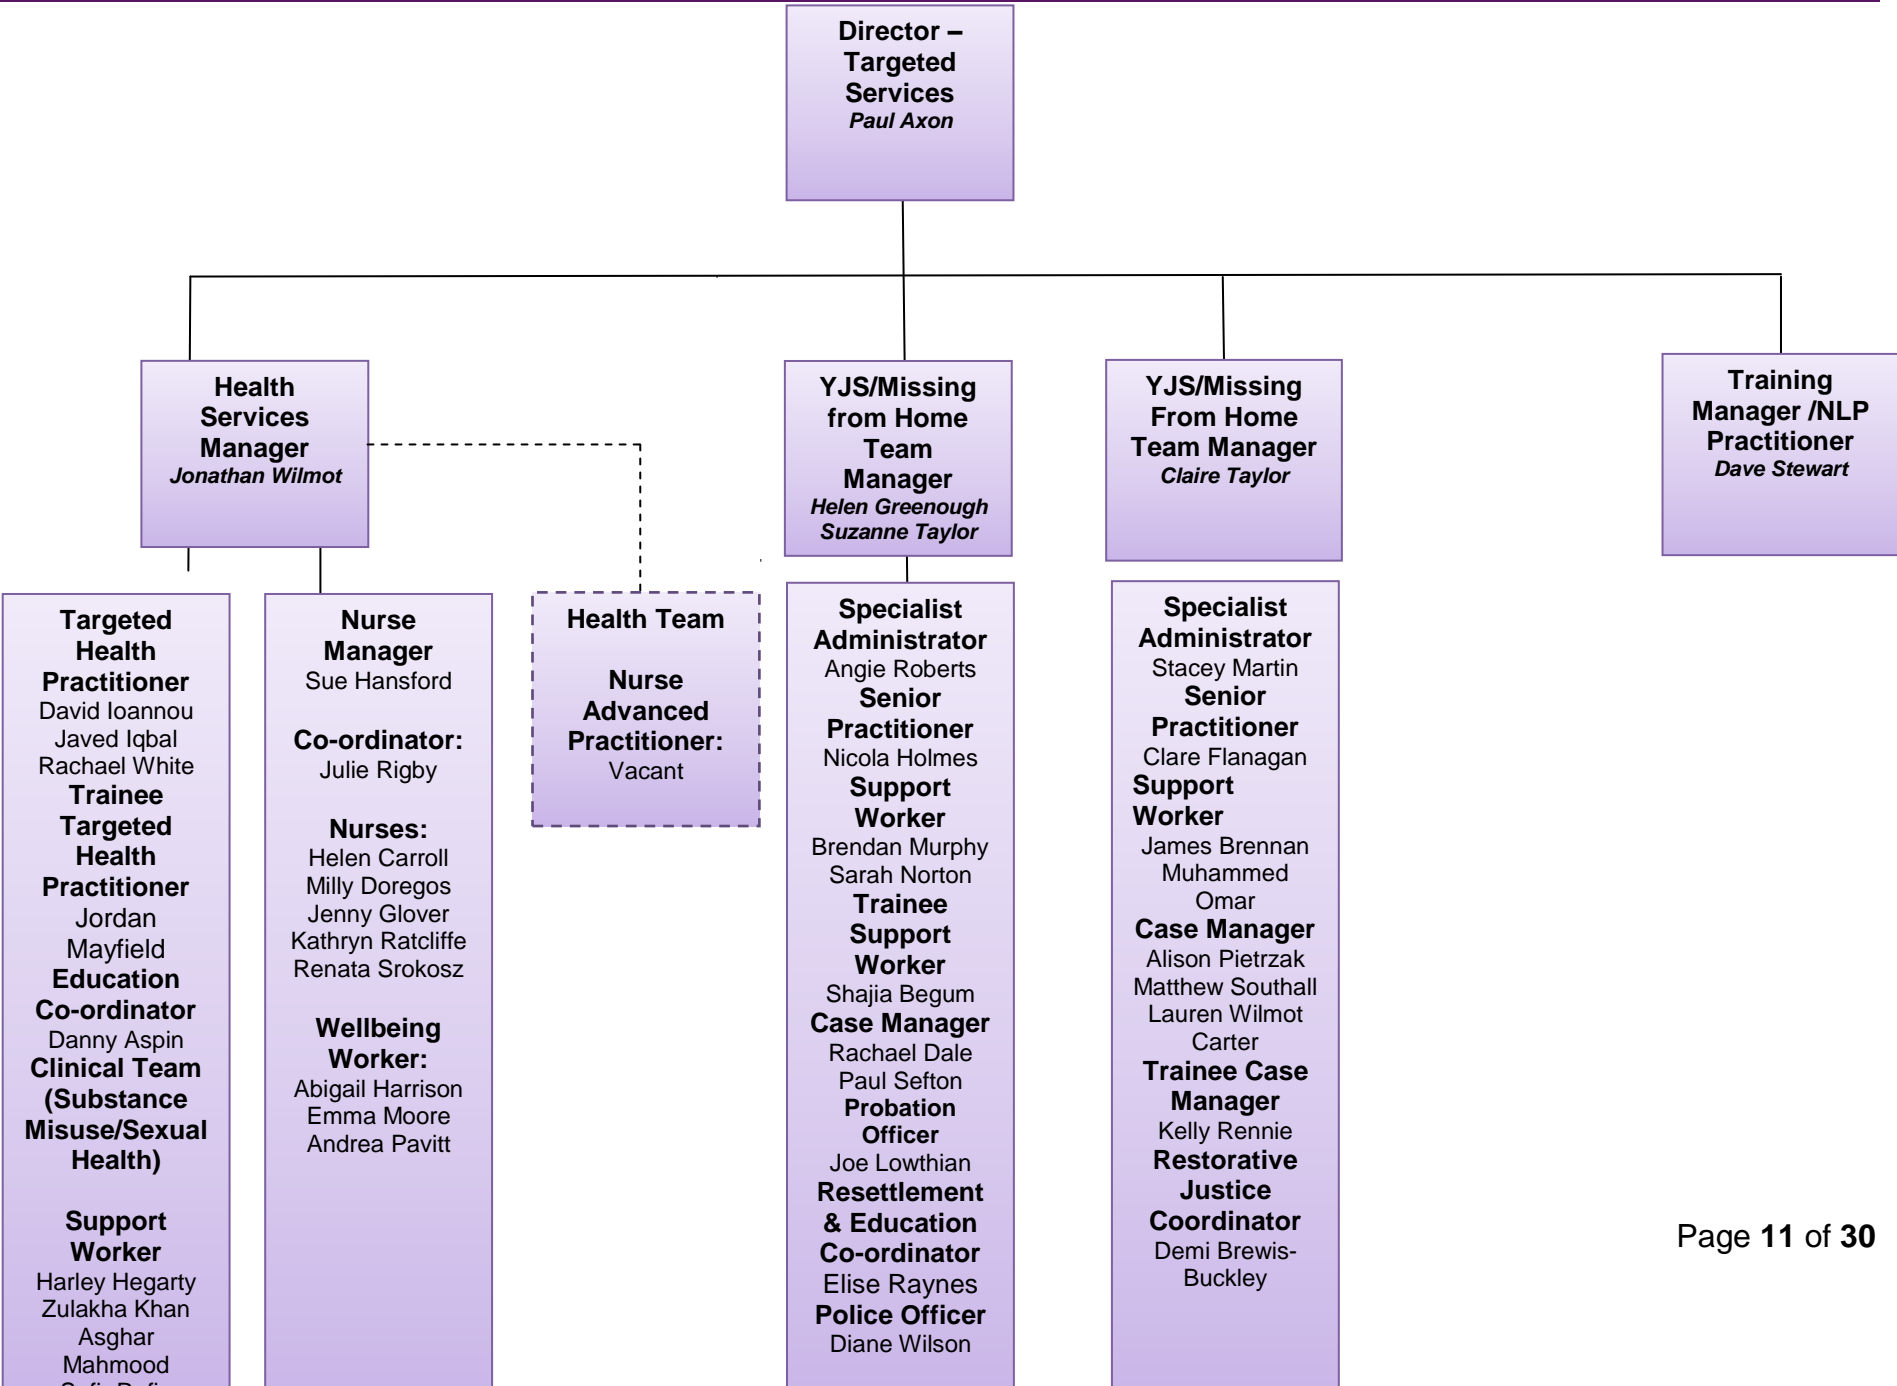 Director –
Targeted
Services
Paul Axon
Health
Services
Manager
Jonathan Wilmot
YJS/Missing
from Home
Team
Manager
Helen Greenough
Suzanne Taylor
YJS/Missing
From Home
Team Manager
Claire Taylor
Training
Manager /NLP
Practitioner
Dave Stewart
Targeted
Health
Practitioner
David Ioannou
Javed Iqbal
Rachael White
Trainee
Targeted
Health
Practitioner
Jordan
Mayfield
Education
Co-ordinator
Danny Aspin
Clinical Team
(Substance
Misuse/Sexual
Health)
Support
Worker
Harley Hegarty
Zulakha Khan
Asghar
Mahmood
Nurse
Manager
Sue Hansford
Co-ordinator:
Julie Rigby
Nurses:
Helen Carroll
Milly Doregos
Jenny Glover
Kathryn Ratcliffe
Renata Srokosz
Wellbeing
Worker:
Abigail Harrison
Emma Moore
Andrea Pavitt
Health Team
Nurse
Advanced
Practitioner:
Vacant
Specialist
Administrator
Angie Roberts
Senior
Practitioner
Nicola Holmes
Support
Worker
Brendan Murphy
Sarah Norton
Trainee
Support
Worker
Shajia Begum
Case Manager
Rachael Dale
Paul Sefton
Probation
Officer
Joe Lowthian
Resettlement
& Education
Co-ordinator
Elise Raynes
Police Officer
Diane Wilson
Specialist
Administrator
Stacey Martin
Senior
Practitioner
Clare Flanagan
Support
Worker
James Brennan
Muhammed
Omar
Case Manager
Alison Pietrzak
Matthew Southall
Lauren Wilmot
Carter
Trainee Case
Manager
Kelly Rennie
Restorative
Justice
Coordinator
Demi Brewis-
Buckley
Page 11 of 30